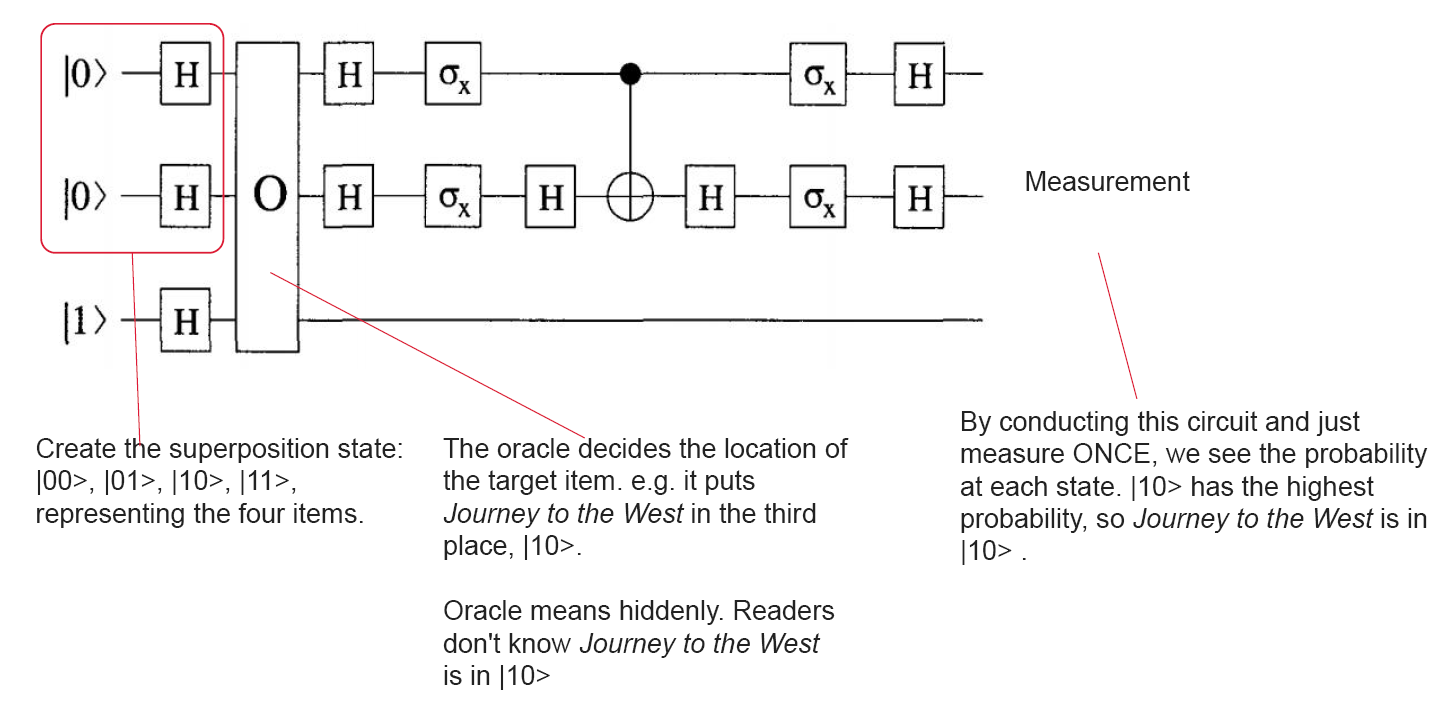 |0⟩ H H σx σx H
|0⟩ H O H σx H H σx H Measurement
|1⟩ H
Create the superposition state:
|00>, |01>, |10>, |11>,
representing the four items.
The oracle decides the location of
the target item. e.g. it puts
Journey to the West in the third
place, |10>.
Oracle means hiddenly. Readers
don't know Journey to the West
is in |10>
By conducting this circuit and just
measure ONCE, we see the probability
at each state. |10> has the highest
probability, so Journey to the West is in
|10> .